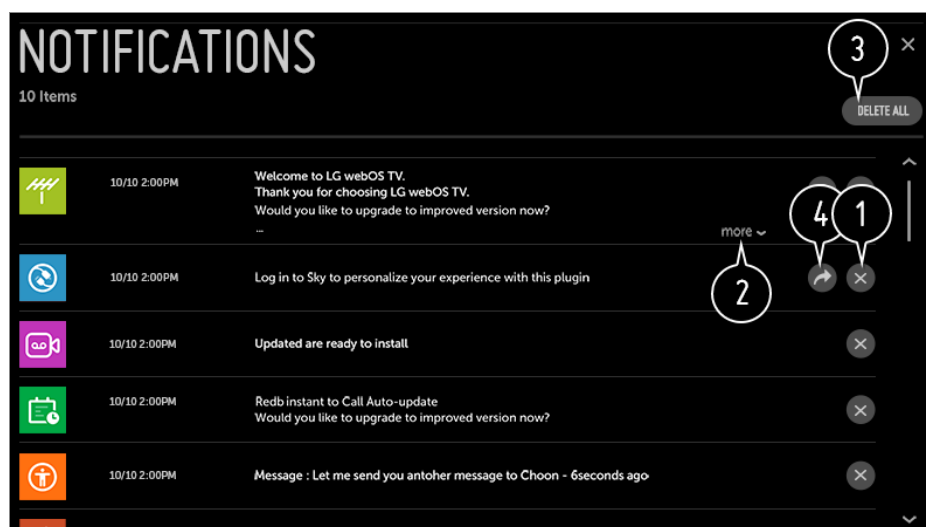 NOTIFICATIONS
10 Items
3
DELETE ALL
10/10 2:00PM
Welcome to LG webOS TV.
Thank you for choosing LG webOS TV.
Would you like to upgrade to improved version now?
...
more
4
1
2
10/10 2:00PM
Log in to Sky to personalize your experience with this plugin
10/10 2:00PM
Updated are ready to install
10/10 2:00PM
Redb instant to Call Auto-update
Would you like to upgrade to improved version now?
10/10 2:00PM
Message : Let me send you antoher message to Choon - 6seconds ago